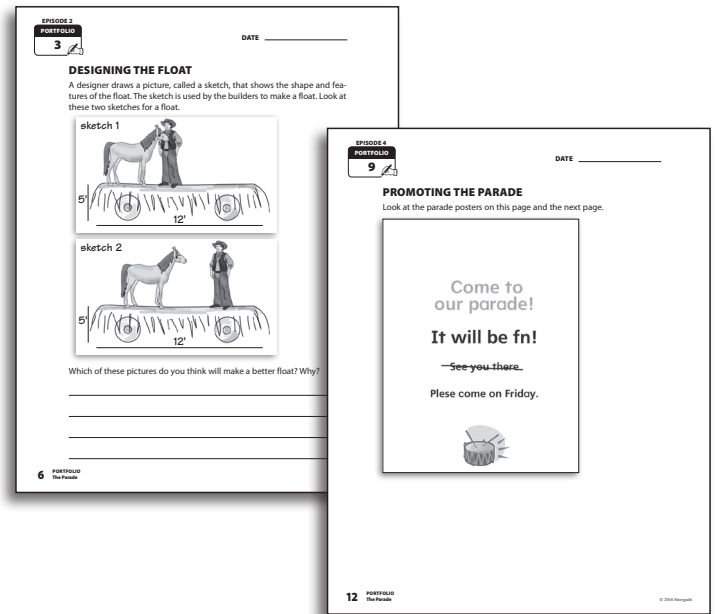 EPISODE 2
PORTFOLIO
3
DATE
DESIGNING THE FLOAT
A designer draws a picture, called a sketch, that shows the shape and fea-
tures of the float. The sketch is used by the builders to make a float. Look at
these two sketches for a float.
sketch 1
5'
12'
sketch 2
5'
12'
Which of these pictures do you think will make a better float? Why?
6 PORTFOLIO
The Parade
EPISODE 4
PORTFOLIO
9
DATE
PROMOTING THE PARADE
Look at the parade posters on this page and the next page.
Come to
our parade!
It will be fn!
See you there
Plese come on Friday.
12 PORTFOLIO
The Parade
© 2006 Storypath